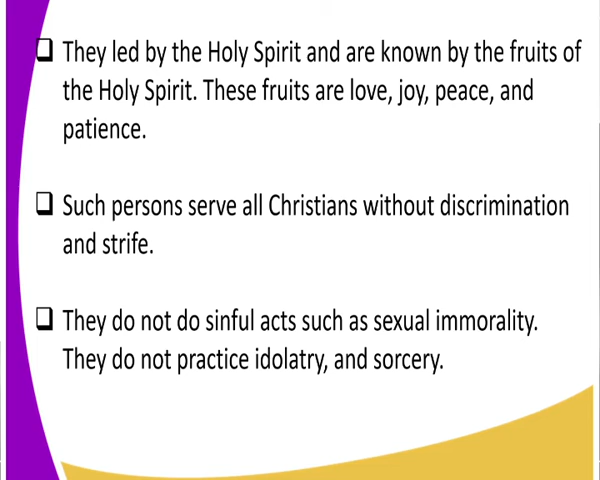 ❑ They led by the Holy Spirit and are known by the fruits of
the Holy Spirit. These fruits are love, joy, peace, and
patience.
❑ Such persons serve all Christians without discrimination
and strife.
❑ They do not do sinful acts such as sexual immorality.
They do not practice idolatry, and sorcery.